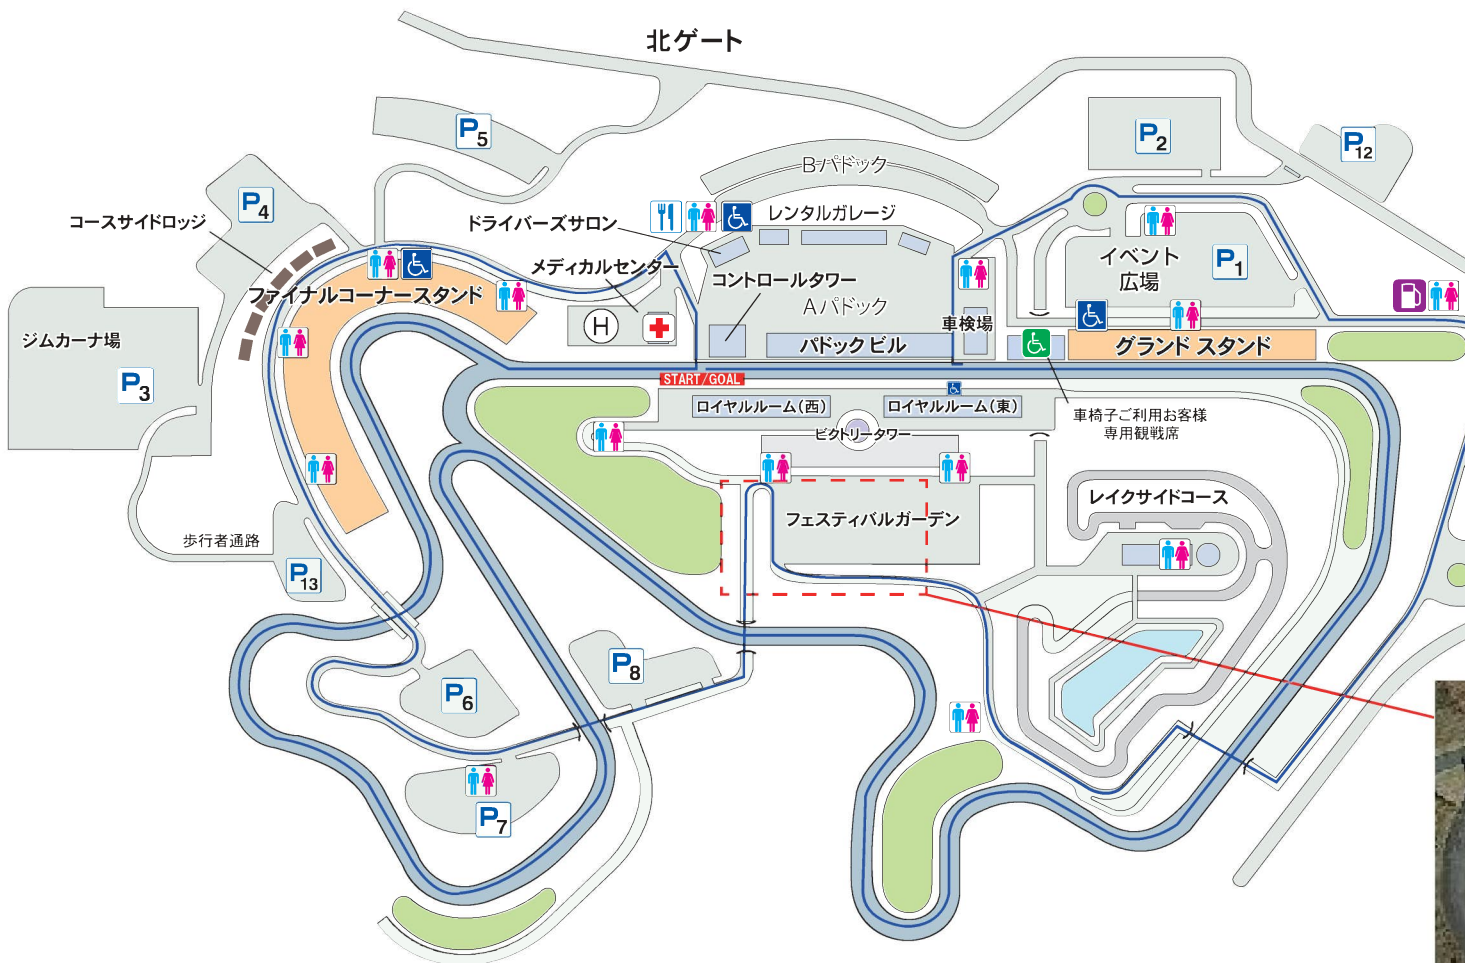 北ゲート
P5
P2
P12
Bパドック
P4
コースサイドロッジ
ドライバーズサロン
レンタルガレージ
メディカルセンター
イベント
広場
P1
コントロールタワー
Aパドック
ファイナルコーナースタンド
H
車検場
ジムカーナ場
パドック ビル
グランド スタンド
P3
START/GOAL
ロイヤルルーム(西)
ロイヤルルーム(東)
車椅子ご利用お客様
専用観戦席
ビクトリータワー
レイクサイドコース
フェスティバルガーデン
歩行者通路
P13
P8
P6
P7